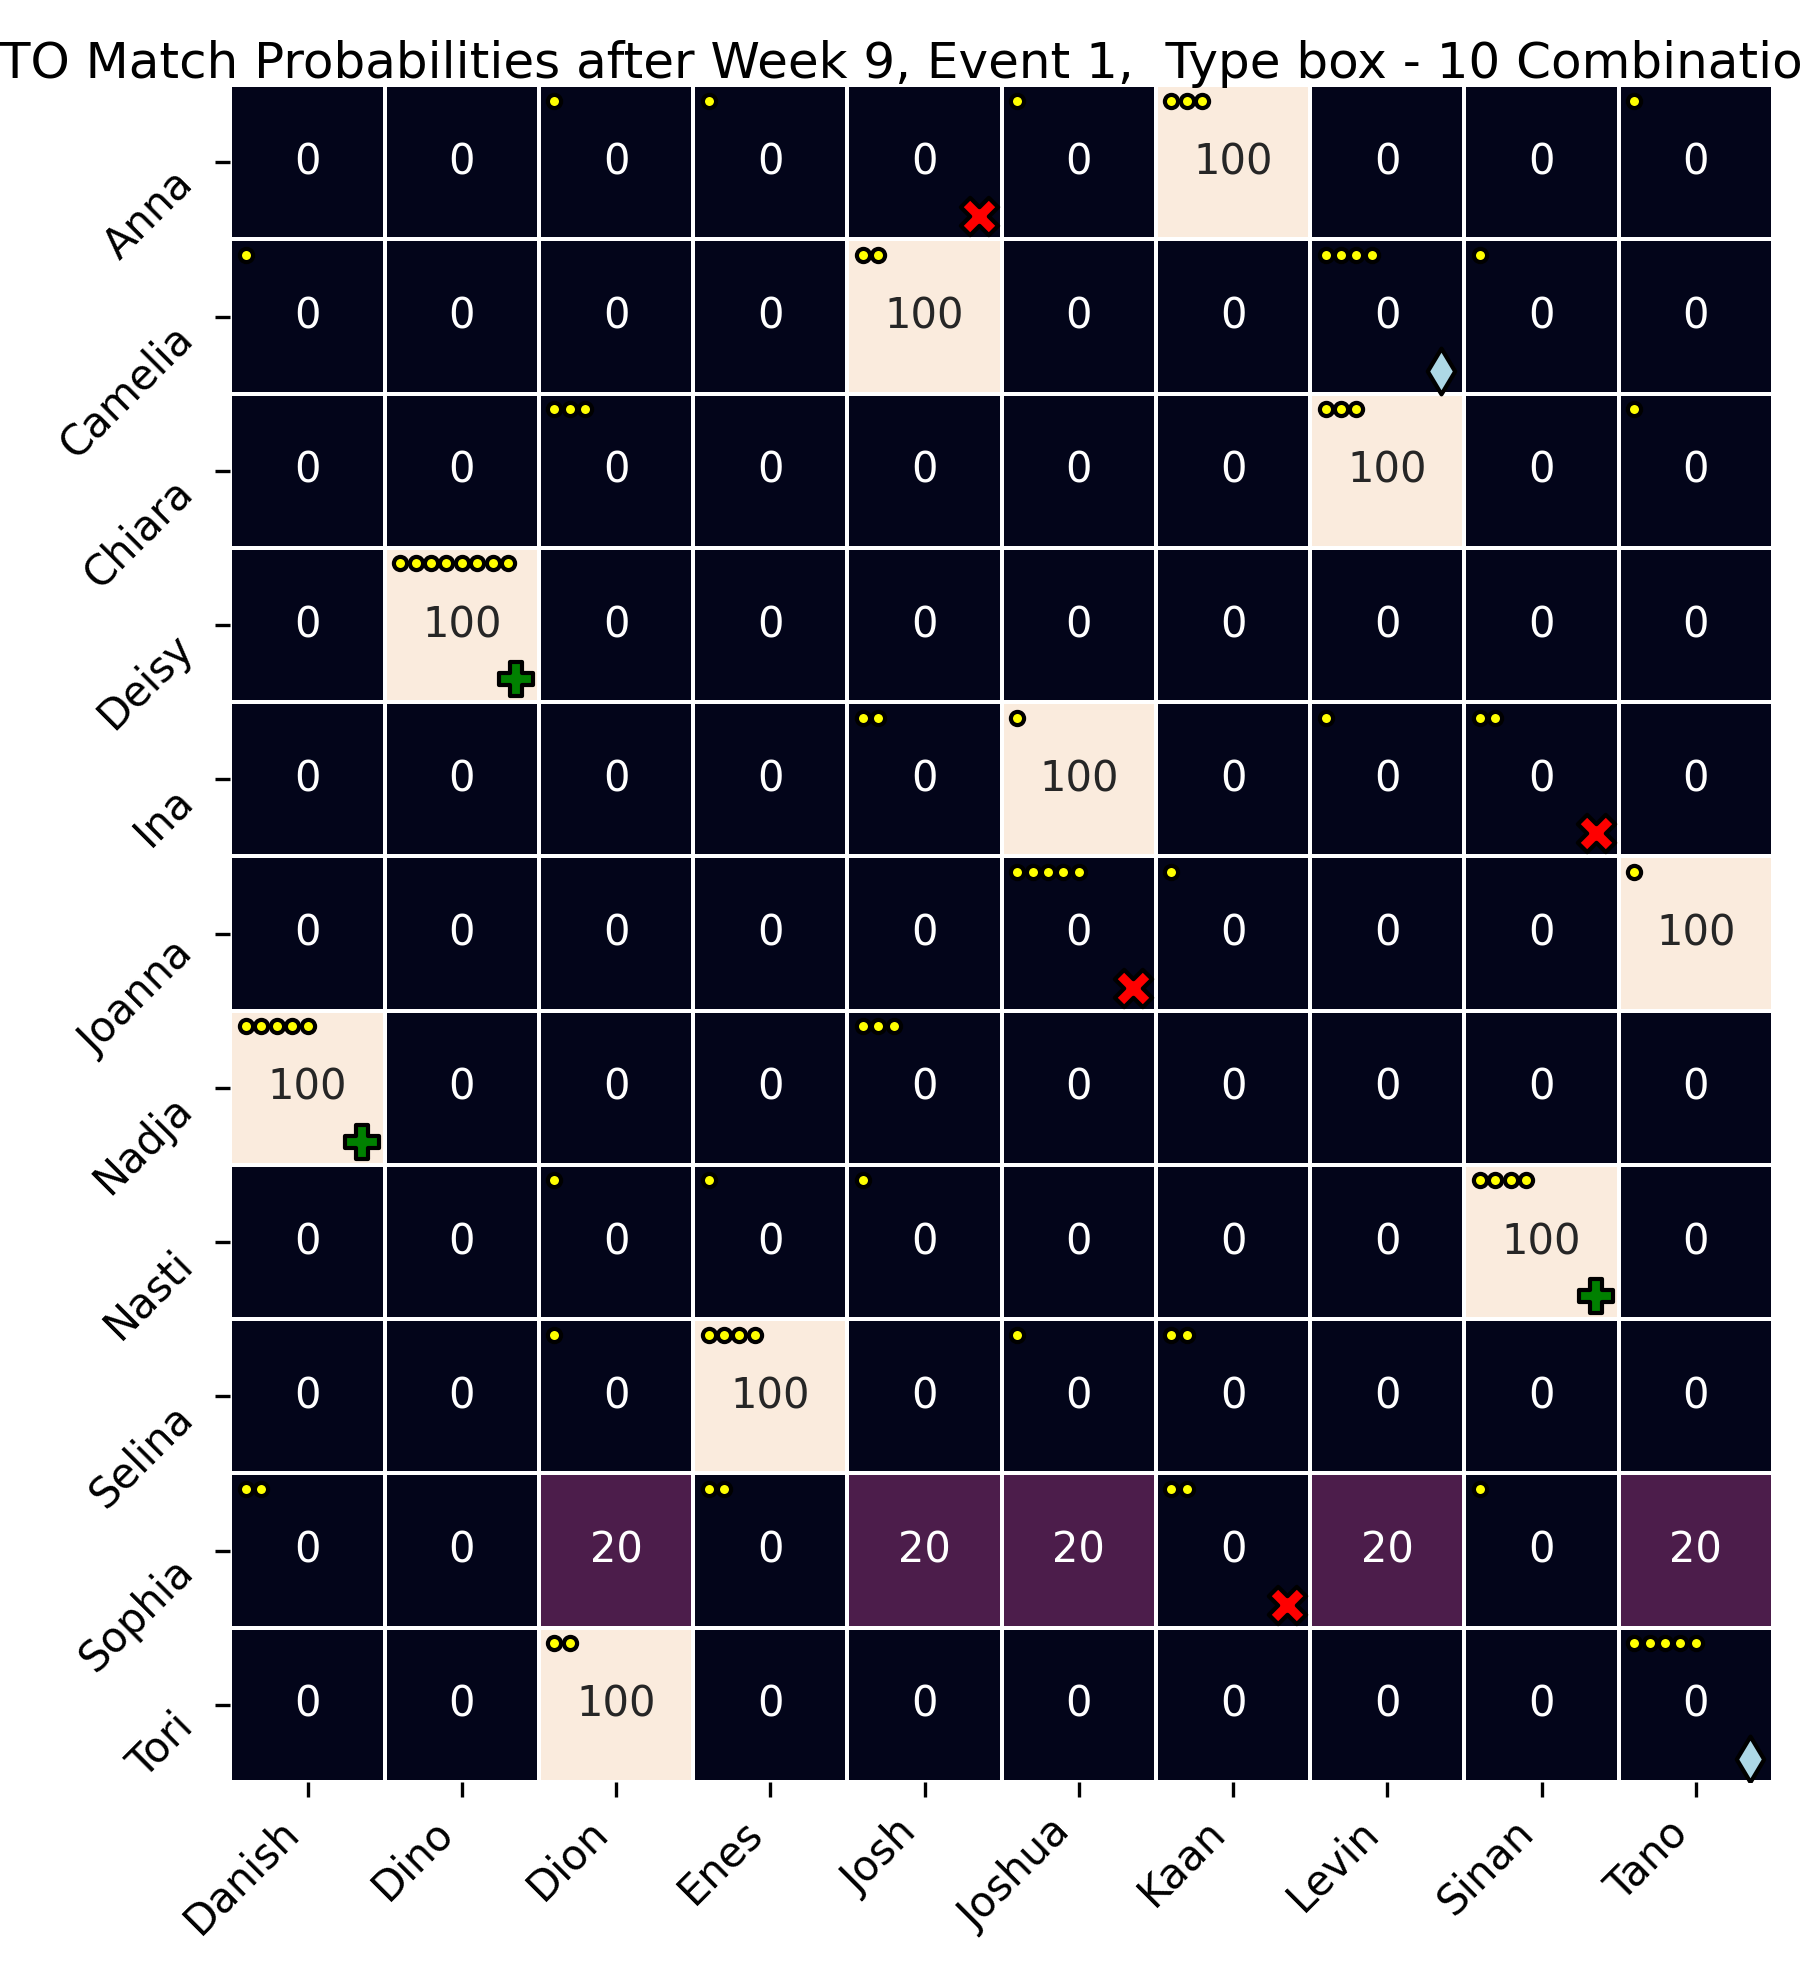 TO Match Probabilities after Week 9, Event 1, Type box - 10 Combinatio
Anna 0 0 0 0 0 0 100 0 0 0
Camelia 0 0 0 0 100 0 0 0 0 0
Chiara 0 0 0 0 0 0 0 100 0 0
Deisy 0 100 0 0 0 0 0 0 0 0
Ina 0 0 0 0 0 100 0 0 0 0
Joanna 0 0 0 0 0 0 0 0 0 100
Nadja 100 0 0 0 0 0 0 0 0 0
Nasti 0 0 0 0 0 0 0 0 100 0
Selina 0 0 0 100 0 0 0 0 0 0
Sophia 0 0 20 0 20 20 0 20 0 20
Tori 0 0 100 0 0 0 0 0 0 0
Danish Dino Dion Enes Josh Joshua Kaan Levin Sinan Tano